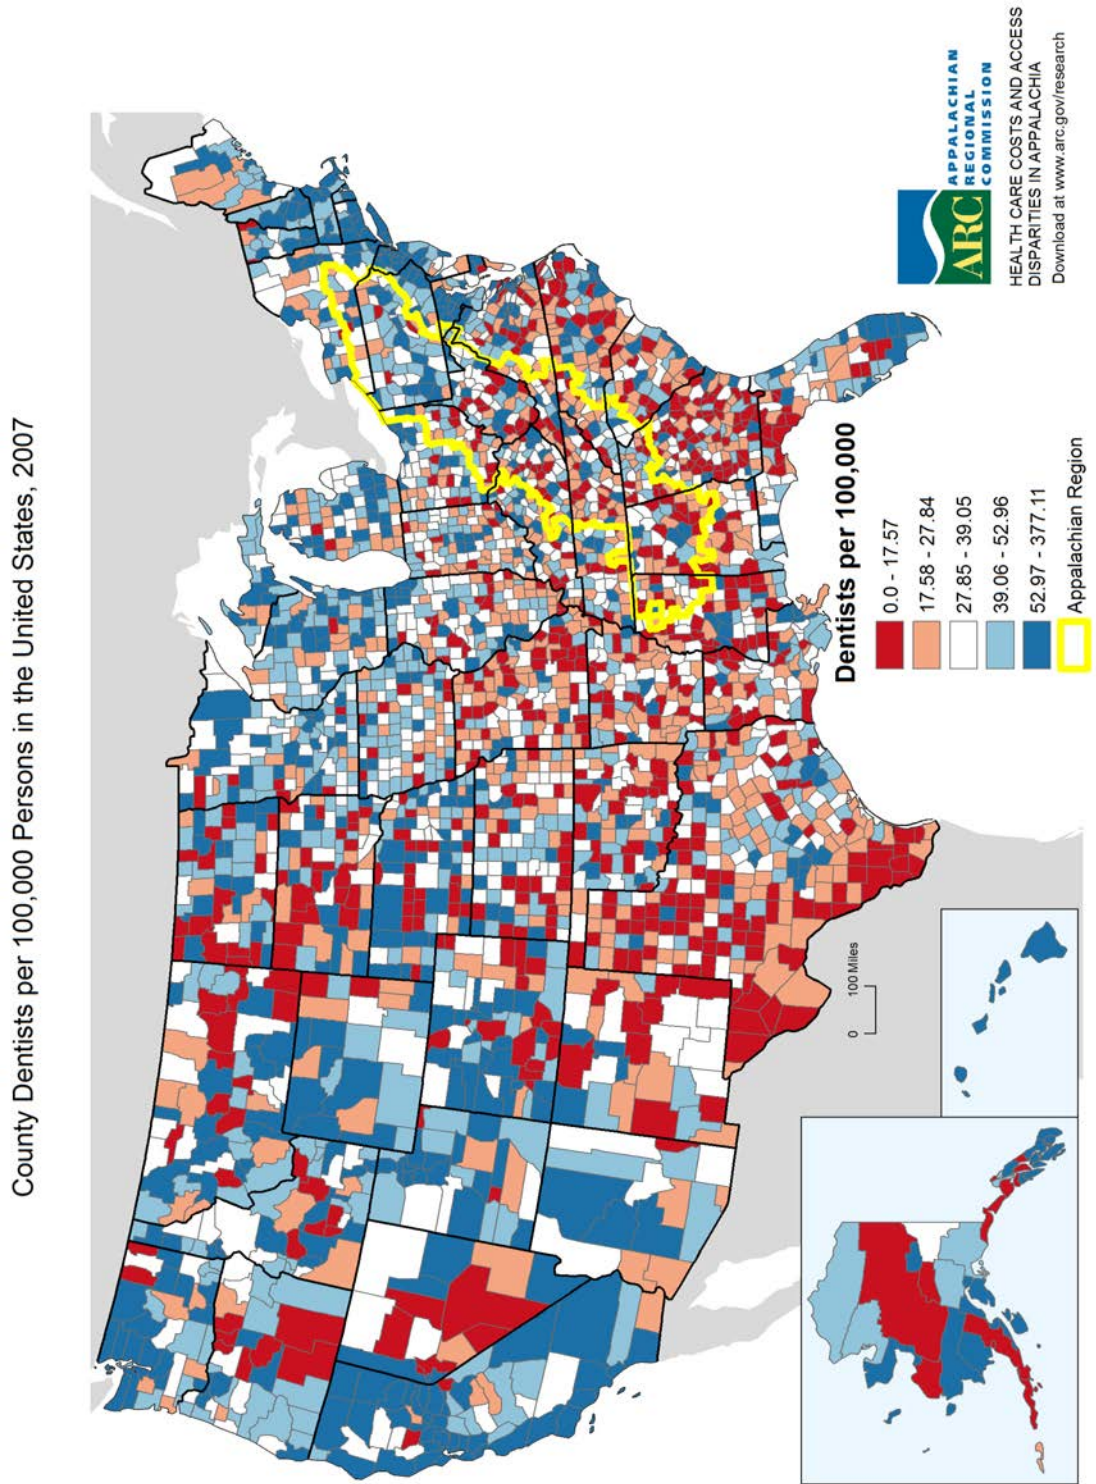 County Dentists per 100,000 Persons in the United States, 2007
Dentists per 100,000
0.0 - 17.57
17.58 - 27.84
27.85 - 39.05
39.06 - 52.96
52.97 - 377.11
Appalachian Region
0 100 Miles
ARC
APPALACHIAN
REGIONAL
COMMISSION
HEALTH CARE COSTS AND ACCESS
DISPARITIES IN APPALACHIA
Download at www.arc.gov/research